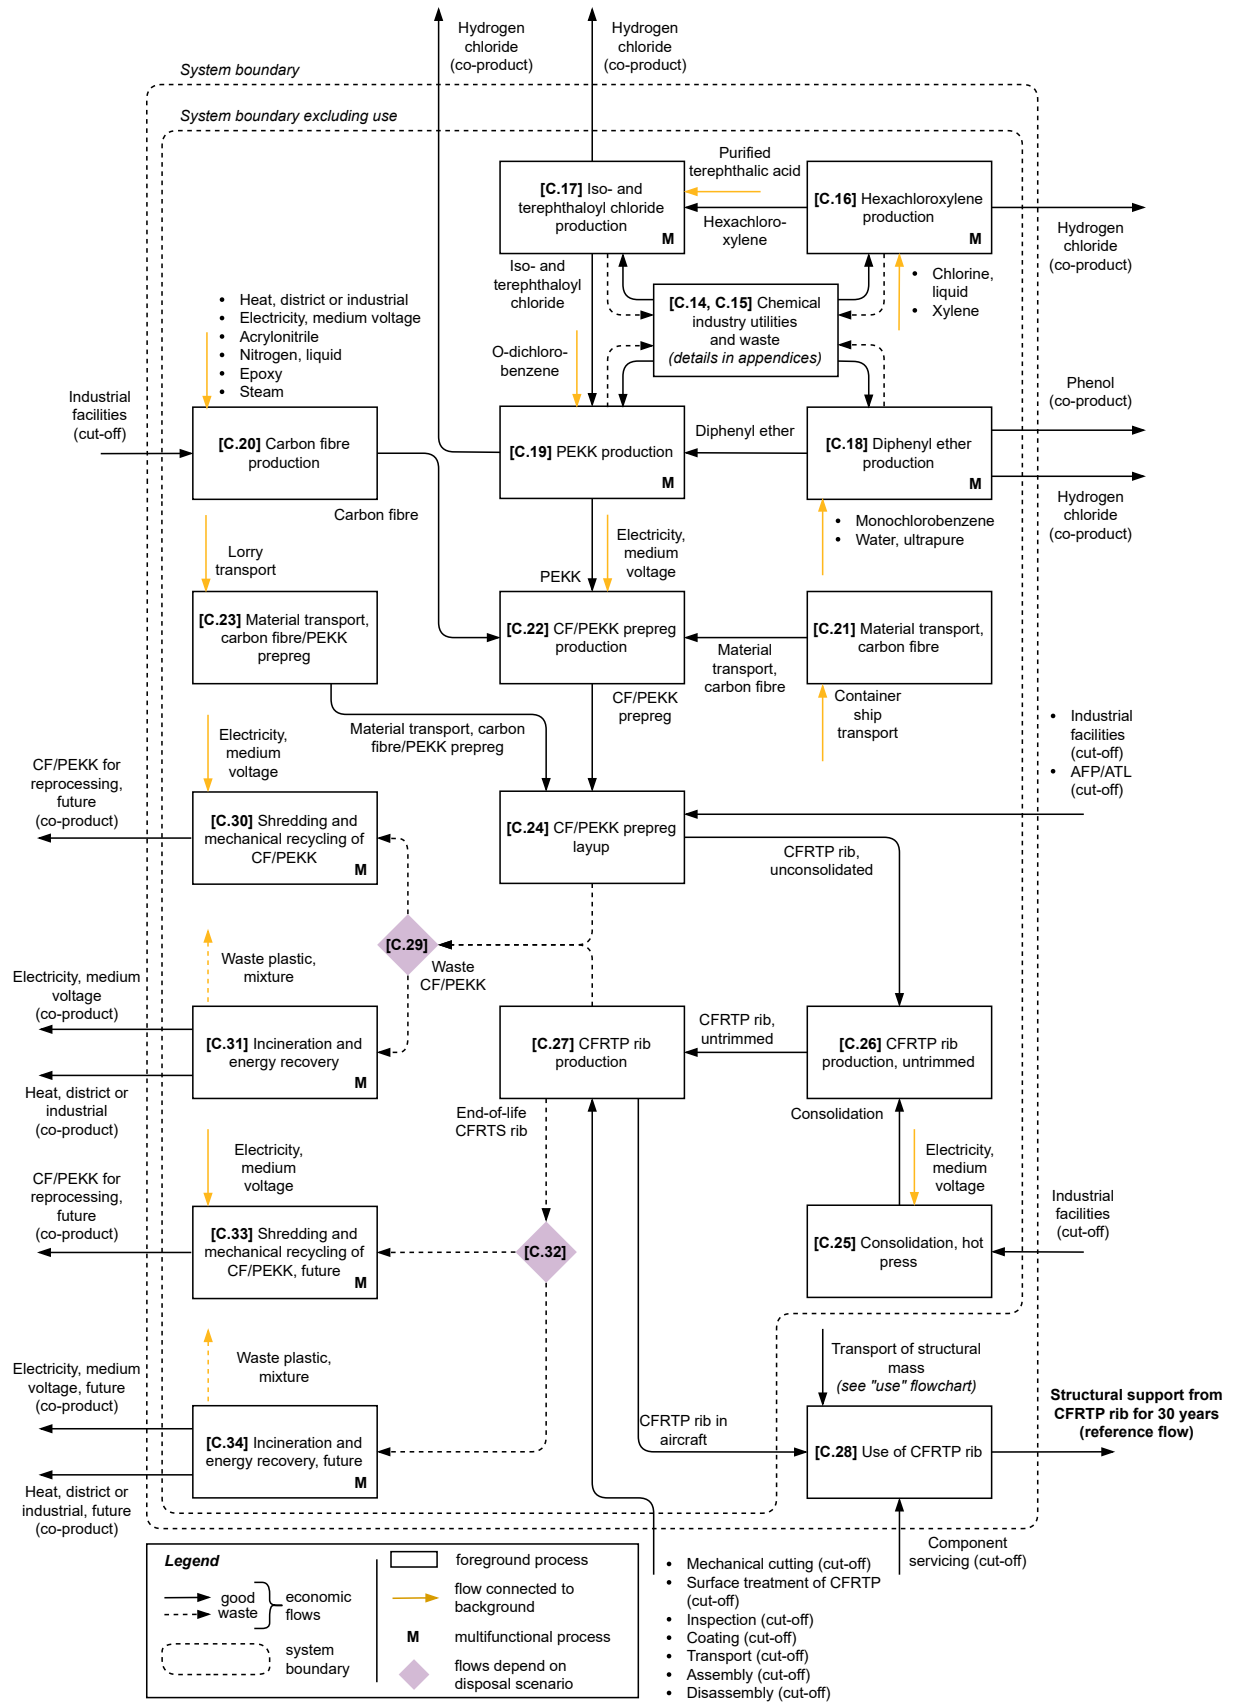 Hydrogen
chloride
(co-product)
Hydrogen
chloride
(co-product)
System boundary
System boundary excluding use
Purified
terephthalic acid
[C.17] Iso- and
terephthaloyl chloride
production
M
Hexachloro-
xylene
[C.16] Hexachloroxylene
production
M
Hydrogen
chloride
(co-product)
Iso- and
terephthaloyl
chloride
• Chlorine,
liquid
• Xylene
[C.14, C.15] Chemical
industry utilities
and waste
(details in appendices)
• Heat, district or industrial
• Electricity, medium voltage
• Acrylonitrile
• Nitrogen, liquid
• Epoxy
• Steam
O-dichloro-
benzene
Industrial
facilities
(cut-off)
Phenol
(co-product)
[C.20] Carbon fibre
production
[C.19] PEKK production
M
Diphenyl ether
[C.18] Diphenyl ether
production
M
Hydrogen
chloride
(co-product)
Carbon fibre
• Monochlorobenzene
• Water, ultrapure
Lorry
transport
Electricity,
medium
voltage
PEKK
[C.23] Material transport,
carbon fibre/PEKK
prepreg
[C.22] CF/PEKK prepreg
production
Material
transport,
carbon fibre
[C.21] Material transport,
carbon fibre
CF/PEKK
prepreg
Container
ship
transport
Material transport, carbon
fibre/PEKK prepreg
Electricity,
medium
voltage
• Industrial
facilities
(cut-off)
• AFP/ATL
(cut-off)
CF/PEKK for
reprocessing,
future
(co-product)
[C.30] Shredding and
mechanical recycling of
CF/PEKK
M
[C.24] CF/PEKK prepreg
layup
CFRTP rib,
unconsolidated
[C.29]
Waste
CF/PEKK
Waste plastic,
mixture
Electricity, medium
voltage
(co-product)
[C.31] Incineration and
energy recovery
M
[C.27] CFRTP rib
production
CFRTP rib,
untrimmed
[C.26] CFRTP rib
production, untrimmed
Heat, district or
industrial
(co-product)
End-of-life
CFRTS rib
Consolidation
Electricity,
medium
voltage
Electricity,
medium
voltage
CF/PEKK for
reprocessing,
future
(co-product)
[C.33] Shredding and
mechanical recycling of
CF/PEKK, future
M
[C.32]
[C.25] Consolidation, hot
press
Industrial
facilities
(cut-off)
Waste plastic,
mixture
Transport of structural
mass
(see "use" flowchart)
Electricity, medium
voltage, future
(co-product)
[C.34] Incineration and
energy recovery, future
M
CFRTP rib in
aircraft
[C.28] Use of CFRTP rib
Structural support from
CFRTP rib for 30 years
(reference flow)
Heat, district or
industrial, future
(co-product)
Component
servicing (cut-off)
Legend
good
waste
economic
flows
system
boundary
foreground process
flow connected to
background
M
multifunctional process
flows depend on
disposal scenario
• Mechanical cutting (cut-off)
• Surface treatment of CFRTP
(cut-off)
• Inspection (cut-off)
• Coating (cut-off)
• Transport (cut-off)
• Assembly (cut-off)
• Disassembly (cut-off)